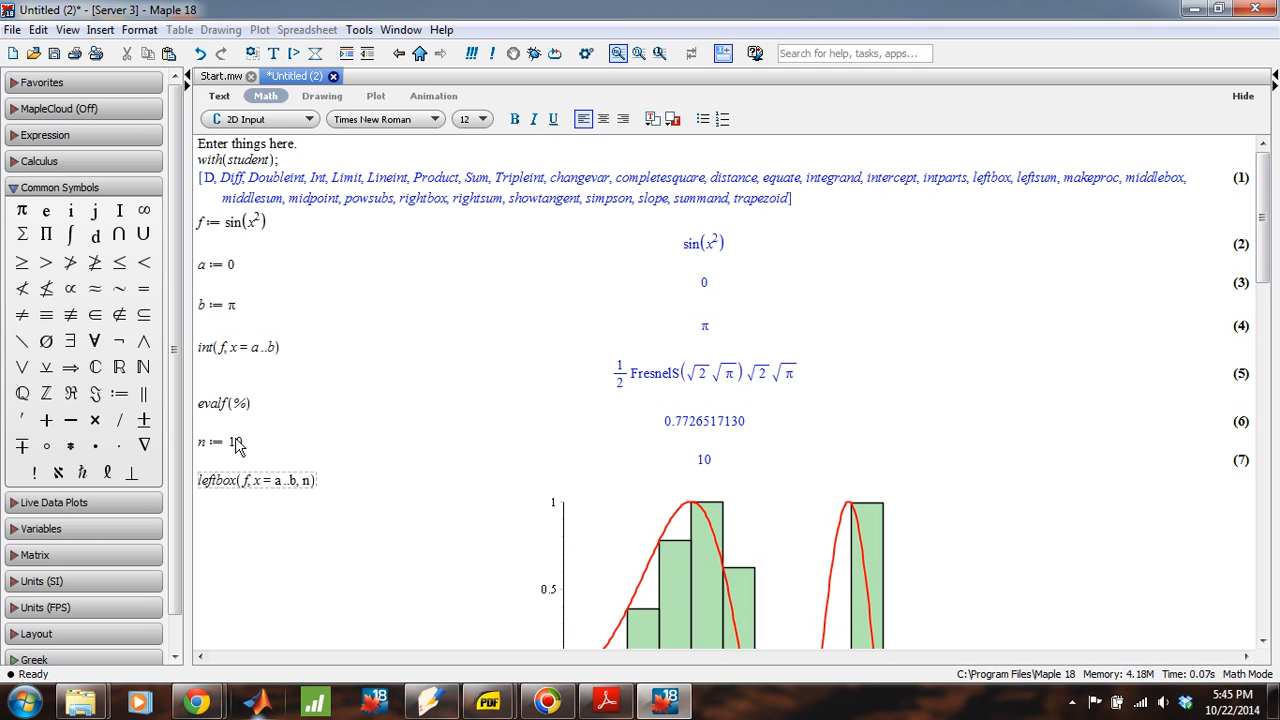 Untitled (2)* - [Server 3] - Maple 18
File Edit View Insert Format Table Drawing Plot Spreadsheet Tools Window Help
Search for help, tasks, apps...
Start.mw *Untitled (2)
Text Math Drawing Plot Animation Hide
C 2D Input Times New Roman 12 B I U
Favorites
MapleCloud (Off)
Expression
Calculus
Common Symbols
π e i j I ∞
Σ Π ∫ d ∩ ∪
≥ > ≯ ≱ ≤ <
≮ ≰ ∝ ≈ ~ =
≠ ≡ ≢ ⊕ ∉ ⊆
\ Ø ∃ ∀ ¬ ∧
∨ ⊻ ⇒ ℂ ℝ ℕ
ℚ ℤ ℜ ℑ := ‖
′ + − × / ±
∓ ∘ * • · ∇
! ℵ ℏ ℓ ⊥
Live Data Plots
Variables
Matrix
Units (SI)
Units (FPS)
Layout
Greek
Enter things here.
with(student);
[D, Diff, Doubleint, Int, Limit, Lineint, Product, Sum, Tripleint, changevar, completesquare, distance, equate, integrand, intercept, intparts, leftbox, leftsum, makeproc, middlebox, (1)
middlesum, midpoint, powsubs, rightbox, rightsum, showtangent, simpson, slope, summand, trapezoid]
f := sin(x²)
sin(x²) (2)
a := 0
0 (3)
b := π
π (4)
int(f, x = a ..b)
1/2 FresnelS(√2 √π) √2 √π (5)
evalf(%)
0.7726517130 (6)
n := 10
10 (7)
leftbox(f, x = a ..b, n)
1
0.5
Ready C:\Program Files\Maple 18 Memory: 4.18M Time: 0.07s Math Mode
18 PDF 18
5:45 PM
10/22/2014